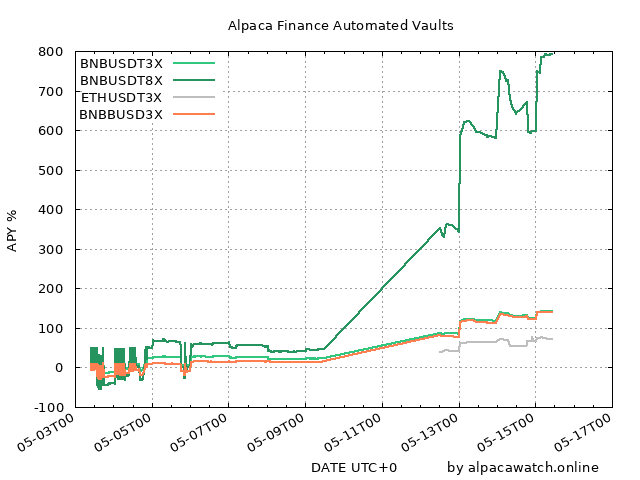 Alpaca Finance Automated Vaults
BNBUSDT3X
BNBUSDT8X
ETHUSDT3X
BNBBUSD3X
800
700
600
500
400
300
200
100
0
-100
APY %
05-03T00
05-05T00
05-07T00
05-09T00
05-11T00
05-13T00
05-15T00
05-17T00
DATE UTC+0
by alpacawatch.online